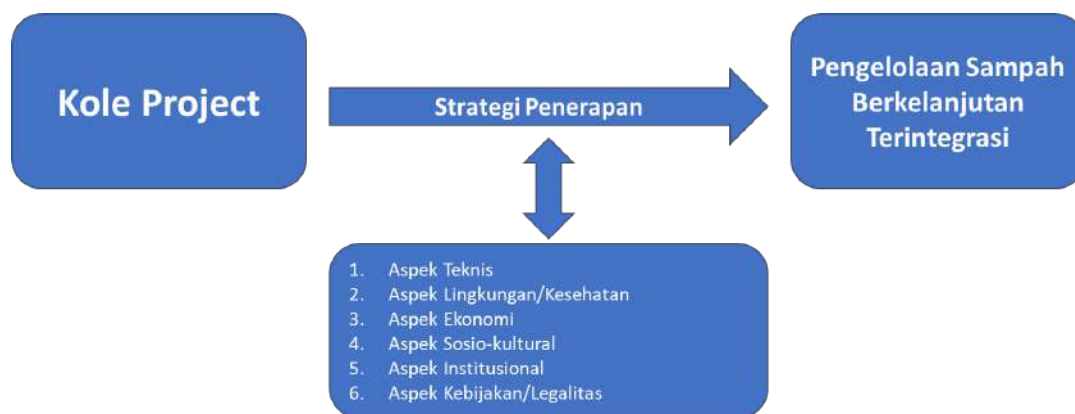 Kole Project
Strategi Penerapan
Pengelolaan Sampah
Berkelanjutan
Terintegrasi
1. Aspek Teknis
2. Aspek Lingkungan/Kesehatan
3. Aspek Ekonomi
4. Aspek Sosio-kultural
5. Aspek Institusional
6. Aspek Kebijakan/Legalitas